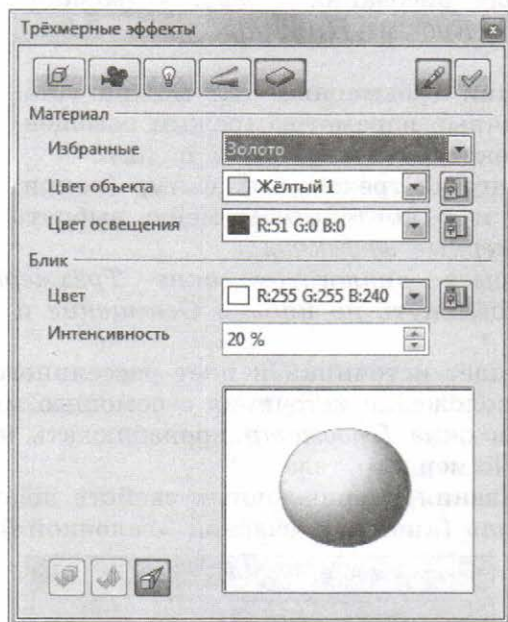 Трёхмерные эффекты
Материал
Избранные Золото
Цвет объекта Жёлтый 1
Цвет освещения R:51 G:0 B:0
Блик
Цвет R:255 G:255 B:240
Интенсивность 20 %